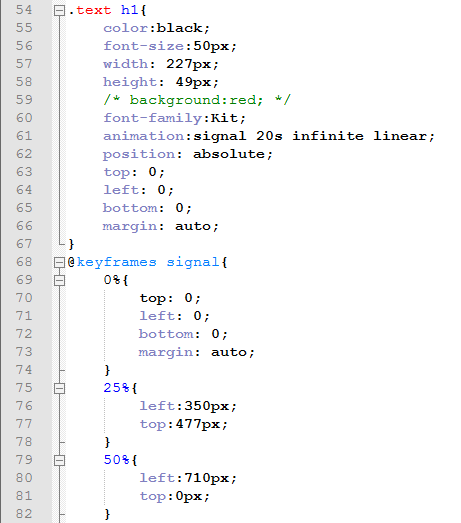 54 .text h1{
55 color:black;
56 font-size:50px;
57 width: 227px;
58 height: 49px;
59 /* background:red; */
60 font-family:Kit;
61 animation:signal 20s infinite linear;
62 position: absolute;
63 top: 0;
64 left: 0;
65 bottom: 0;
66 margin: auto;
67 }
68 @keyframes signal{
69 0%{
70 top: 0;
71 left: 0;
72 bottom: 0;
73 margin: auto;
74 }
75 25%{
76 left:350px;
77 top:477px;
78 }
79 50%{
80 left:710px;
81 top:0px;
82 }